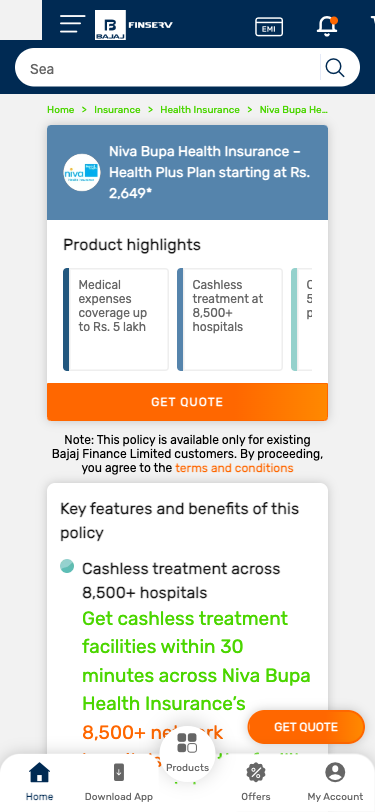 BAJAJ FINSERV
EMI
Sea
Home > Insurance > Health Insurance > Niva Bupa He...
niva
Niva Bupa Health Insurance –
Health Plus Plan starting at Rs.
2,649*
Product highlights
Medical
expenses
coverage up
to Rs. 5 lakh
Cashless
treatment at
8,500+
hospitals
GET QUOTE
Note: This policy is available only for existing
Bajaj Finance Limited customers. By proceeding,
you agree to the terms and conditions
Key features and benefits of this
policy
Cashless treatment across
8,500+ hospitals
Get cashless treatment
facilities within 30
minutes across Niva Bupa
Health Insurance's
8,500+ network
GET QUOTE
Home
Download App
Products
Offers
My Account